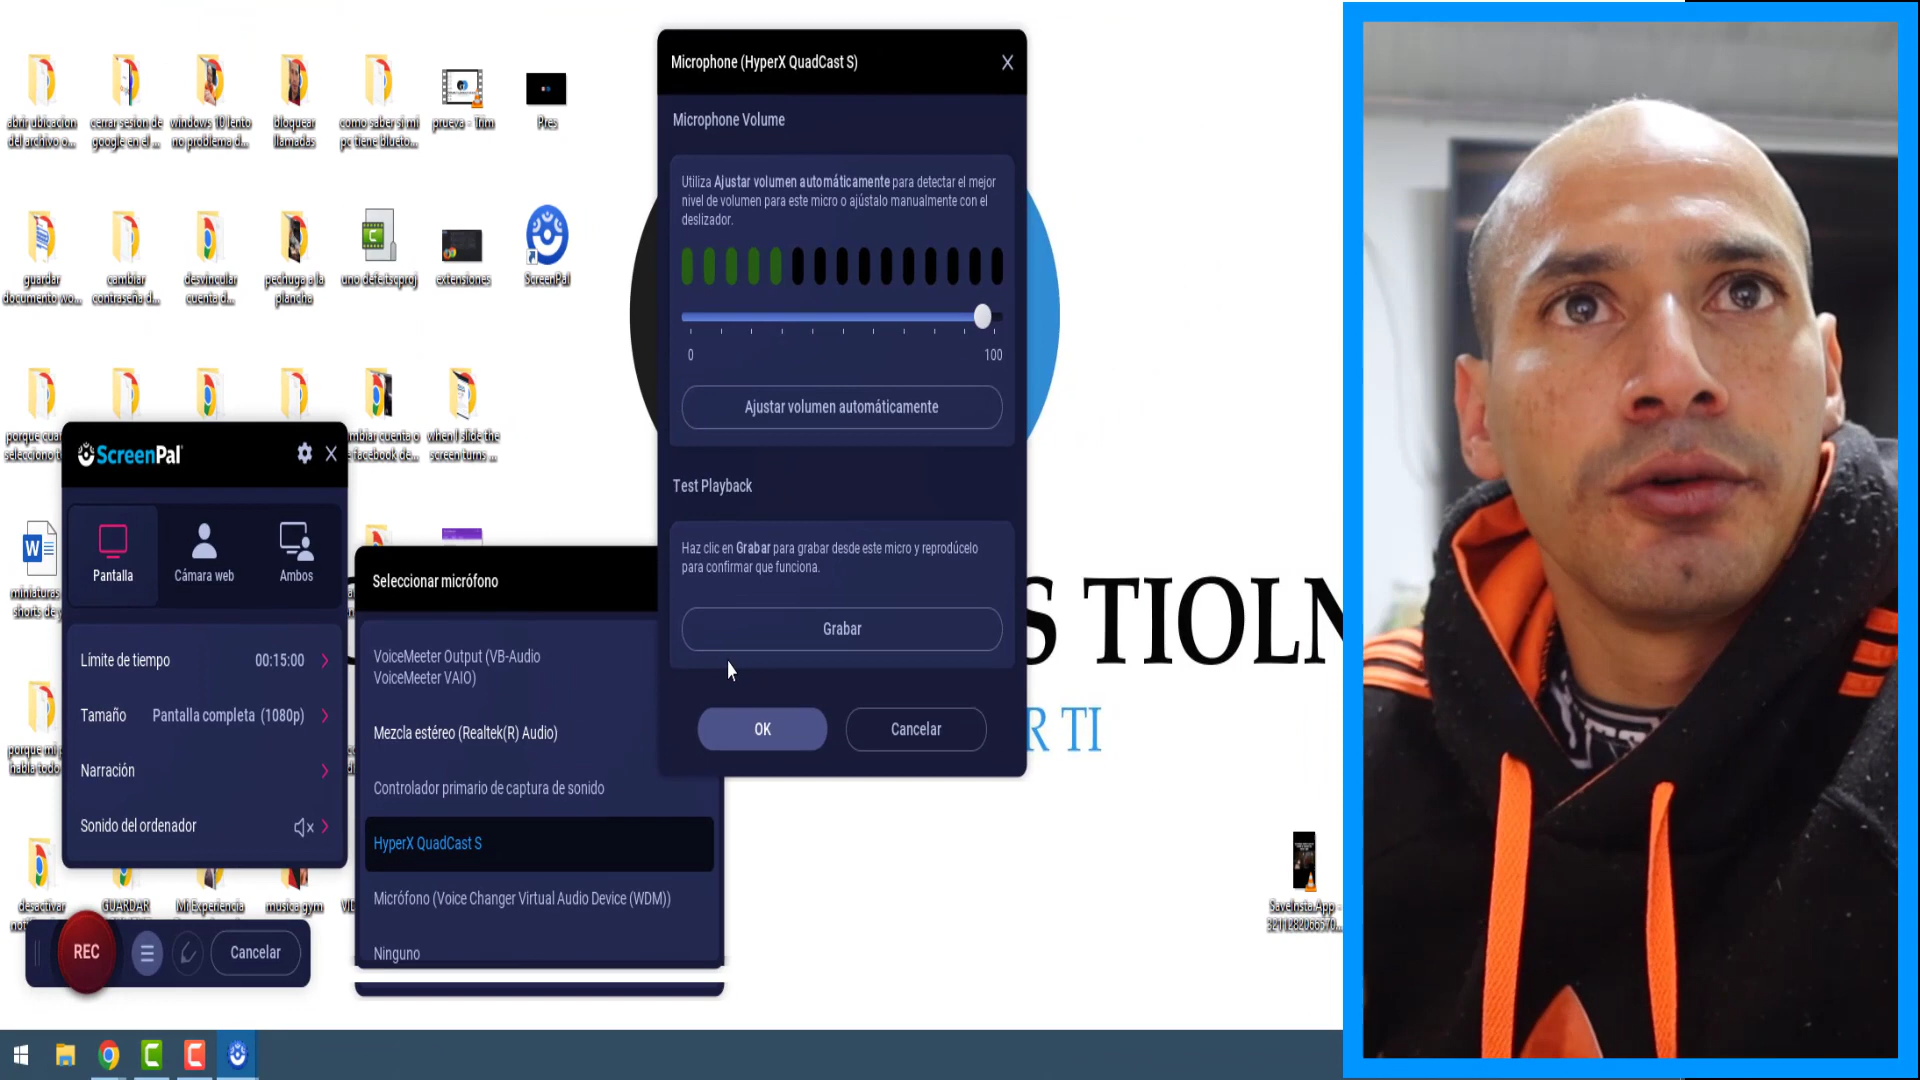 abrir ubicacion
del archivo o...
cerrar sesion de
google en el ...
windows 10 lento
no problema d...
bloquear
llamadas
como saber si mi
pc tiene blueto...
prueva - Trim
Pres
guardar
documento wo...
cambiar
contraseña d...
desvincular
cuenta d...
pechuga a la
plancha
uno defeitscproj
extensiones
ScreenPal
when I slide the
screen turns ...
facebook de...
Microphone (HyperX QuadCast S)
X
Microphone Volume
Utiliza Ajustar volumen automáticamente para detectar el mejor
nivel de volumen para este micro o ajústalo manualmente con el
deslizador.
0
100
Ajustar volumen automáticamente
Test Playback
Haz clic en Grabar para grabar desde este micro y reprodúcelo
para confirmar que funciona.
Grabar
OK
Cancelar
ScreenPal
X
Pantalla
Cámara web
Ambos
Límite de tiempo
00:15:00
Tamaño
Pantalla completa (1080p)
Narración
Sonido del ordenador
Seleccionar micrófono
VoiceMeeter Output (VB-Audio
VoiceMeeter VAIO)
Mezcla estéreo (Realtek(R) Audio)
Controlador primario de captura de sonido
HyperX QuadCast S
Micrófono (Voice Changer Virtual Audio Device (WDM))
Ninguno
S TIOLN
R TI
W
desactivar
GUARDAR
Mi Experiencia
musica gym
REC
Cancelar
SaveInsta.App -